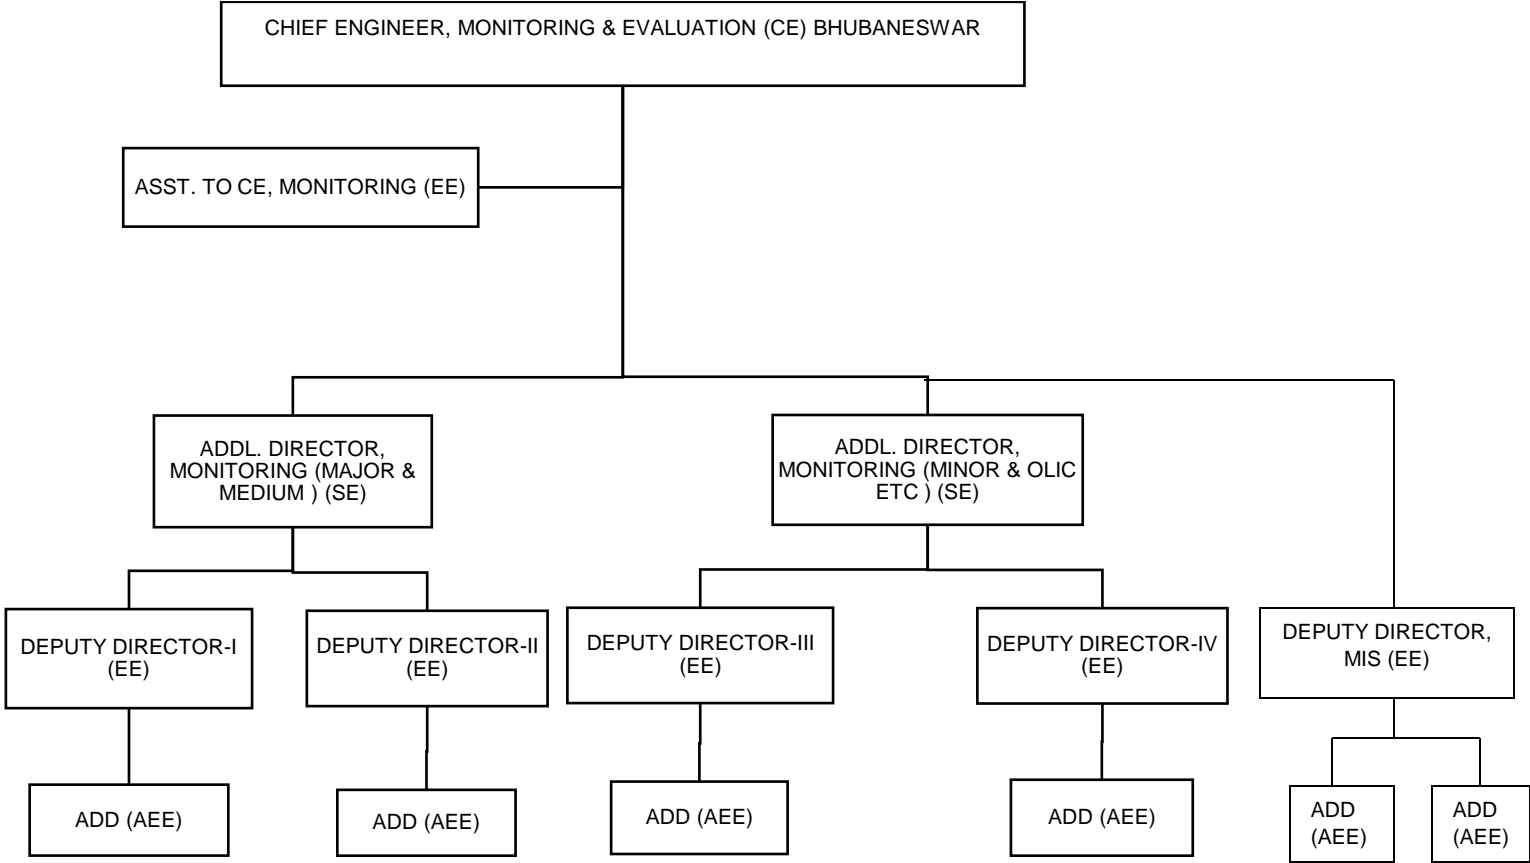 CHIEF ENGINEER, MONITORING & EVALUATION (CE) BHUBANESWAR
ASST. TO CE, MONITORING (EE)
ADDL. DIRECTOR,
MONITORING (MAJOR &
MEDIUM ) (SE)
ADDL. DIRECTOR,
MONITORING (MINOR & OLIC
ETC ) (SE)
DEPUTY DIRECTOR-I
(EE)
DEPUTY DIRECTOR-II
(EE)
DEPUTY DIRECTOR-III
(EE)
DEPUTY DIRECTOR-IV
(EE)
DEPUTY DIRECTOR,
MIS (EE)
ADD (AEE)
ADD (AEE)
ADD (AEE)
ADD (AEE)
ADD
(AEE)
ADD
(AEE)